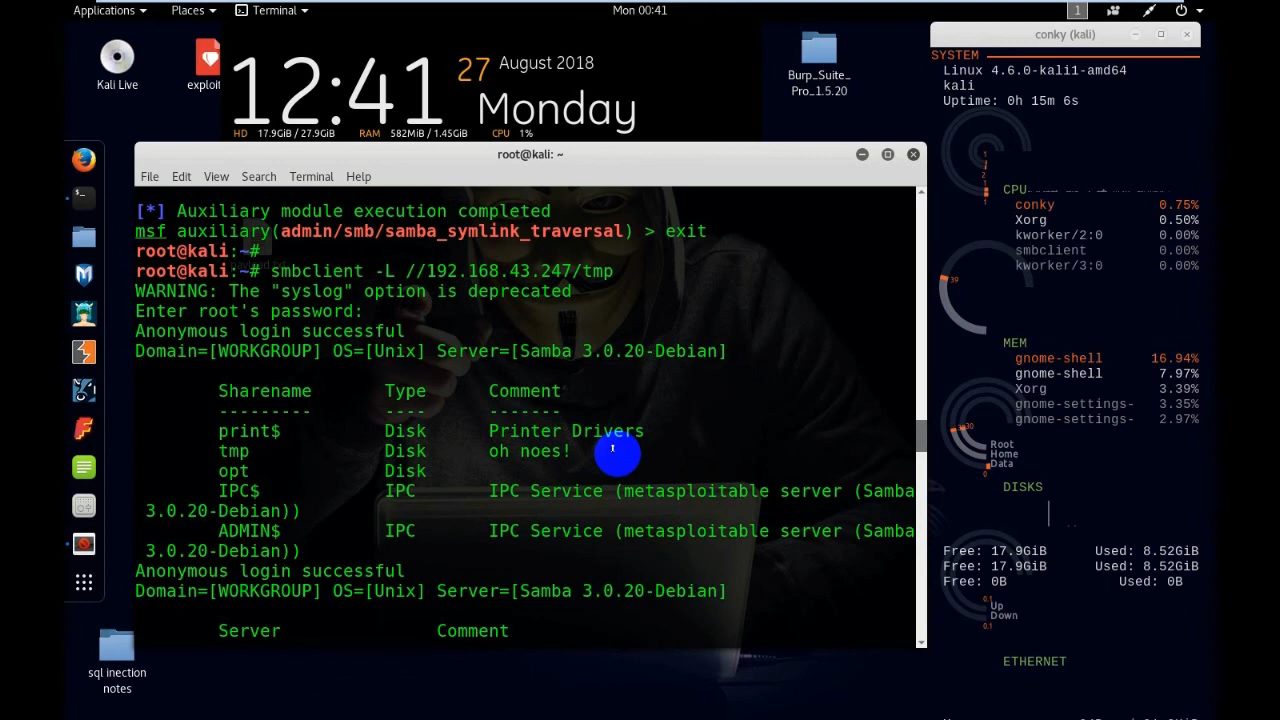 Applications Places Terminal Mon 00:41 1
Kali Live
exploit
12:41 27 August 2018
Monday
HD 17.9GiB / 27.9GiB RAM 582MiB / 1.45GiB CPU 1%
Burp_Suite_
Pro_1.5.20
root@kali: ~
File Edit View Search Terminal Help
[*] Auxiliary module execution completed
msf auxiliary(admin/smb/samba_symlink_traversal) > exit
root@kali:~#
root@kali:~# smbclient -L //192.168.43.247/tmp
WARNING: The "syslog" option is deprecated
Enter root's password:
Anonymous login successful
Domain=[WORKGROUP] OS=[Unix] Server=[Samba 3.0.20-Debian]
Sharename Type Comment
--------- ---- -------
print$ Disk Printer Drivers
tmp Disk oh noes!
opt Disk
IPC$ IPC IPC Service (metasploitable server (Samba
3.0.20-Debian))
ADMIN$ IPC IPC Service (metasploitable server (Samba
3.0.20-Debian))
Anonymous login successful
Domain=[WORKGROUP] OS=[Unix] Server=[Samba 3.0.20-Debian]
Server Comment
sql inection
notes
conky (kali)
SYSTEM
Linux 4.6.0-kali1-amd64
kali
Uptime: 0h 15m 6s
CPU
conky 0.75%
Xorg 0.50%
kworker/2:0 0.00%
smbclient 0.00%
kworker/3:0 0.00%
39
MEM
gnome-shell 16.94%
gnome-shell 7.97%
Xorg 3.39%
gnome-settings- 3.35%
gnome-settings- 2.97%
Root
Home
Data
0
DISKS
Free: 17.9GiB Used: 8.52GiB
Free: 17.9GiB Used: 8.52GiB
Free: 0B Used: 0B
0.1
Up
Down
0.1
ETHERNET